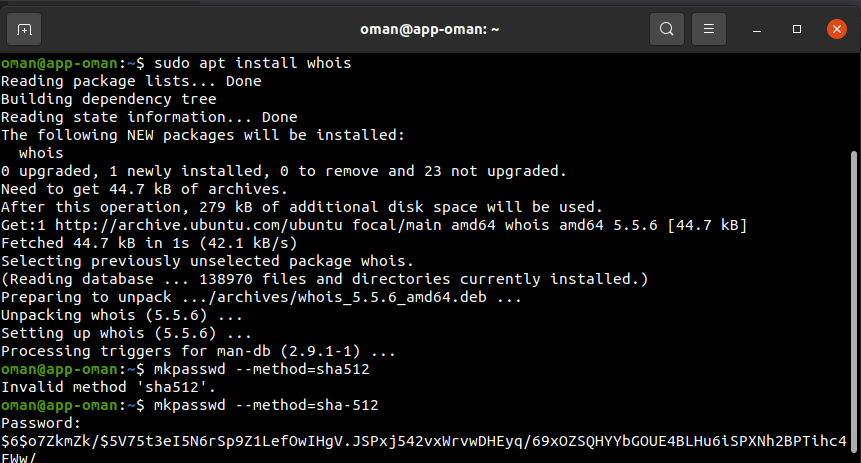 oman@app-oman: ~
oman@app-oman:~$ sudo apt install whois
Reading package lists... Done
Building dependency tree
Reading state information... Done
The following NEW packages will be installed:
  whois
0 upgraded, 1 newly installed, 0 to remove and 23 not upgraded.
Need to get 44.7 kB of archives.
After this operation, 279 kB of additional disk space will be used.
Get:1 http://archive.ubuntu.com/ubuntu focal/main amd64 whois amd64 5.5.6 [44.7 kB]
Fetched 44.7 kB in 1s (42.1 kB/s)
Selecting previously unselected package whois.
(Reading database ... 138970 files and directories currently installed.)
Preparing to unpack .../archives/whois_5.5.6_amd64.deb ...
Unpacking whois (5.5.6) ...
Setting up whois (5.5.6) ...
Processing triggers for man-db (2.9.1-1) ...
oman@app-oman:~$ mkpasswd --method=sha512
Invalid method 'sha512'.
oman@app-oman:~$ mkpasswd --method=sha-512
Password:
$6$o7ZkmZk/$5V75t3eI5N6rSp9Z1LefOwIHgV.JSPxj542vxWrvwDHEyq/69xOZSQHYYbGOUE4BLHu6iSPXNh2BPTihc4
FWw/